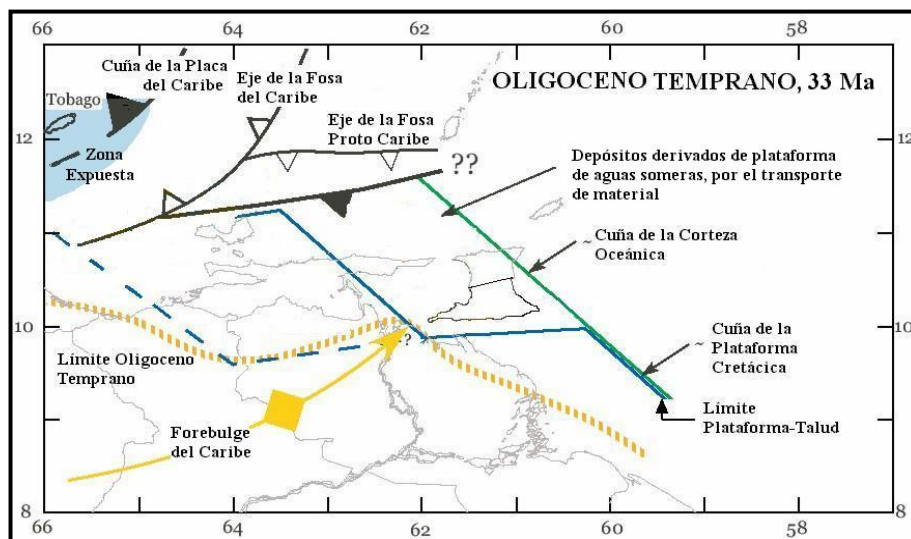 66
64
62
60
58
Cuña de la Placa
del Caribe
Eje de la Fosa
del Caribe
OLIGOCENO TEMPRANO, 33 Ma
Tobago
Eje de la Fosa
Proto Caribe
12
12
??
Zona
Expuesta
Depósitos derivados de plataforma
de aguas someras, por el transporte
de material
~Cuña de la Corteza
Oceánica
10
10
?
Límite Oligoceno
Temprano
Cuña de la
~ Plataforma
Cretácica
Límite
Plataforma-Talud
Forebulge
del Caribe
8
8
66
64
62
60
58